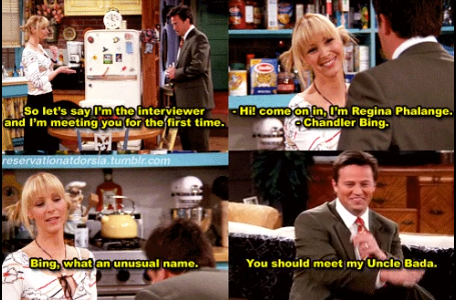 So let's say I'm the interviewer
and I'm meeting you for the first time.
- Hi! come on in, I'm Regina Phalange.
- Chandler Bing.
reservationatdorsia.tumblr.com
Bing, what an unusual name.
You should meet my Uncle Bada.